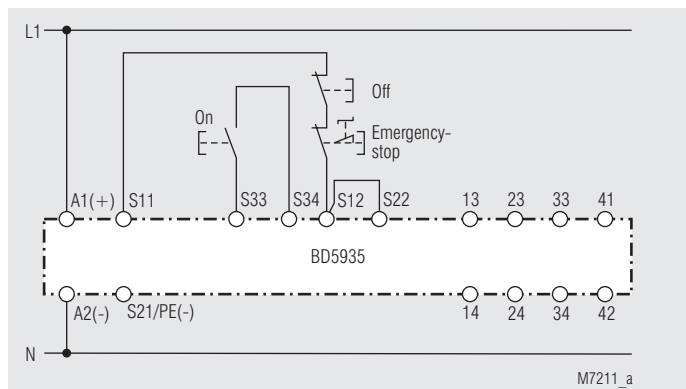 L1
Off
On
Emergency-
stop
A1(+) S11 S33 S34 S12 S22 13 23 33 41
BD5935
A2(-) S21/PE(-) 14 24 34 42
N
M7211_a